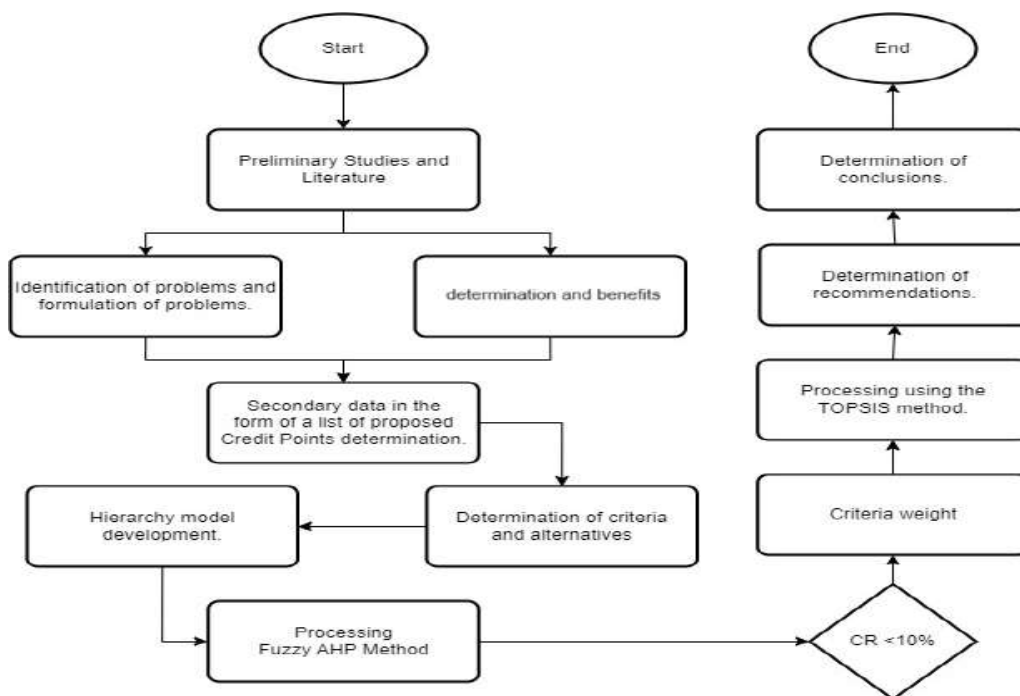 Start
Preliminary Studies and
Literature
Identification of problems and
formulation of problems.
determination and benefits
Secondary data in the
form of a list of proposed
Credit Points determination.
Determination of criteria
and alternatives
Hierarchy model
development.
Processing
Fuzzy AHP Method
CR <10%
Criteria weight
Processing using the
TOPSIS method.
Determination of
recommendations.
Determination of
conclusions.
End